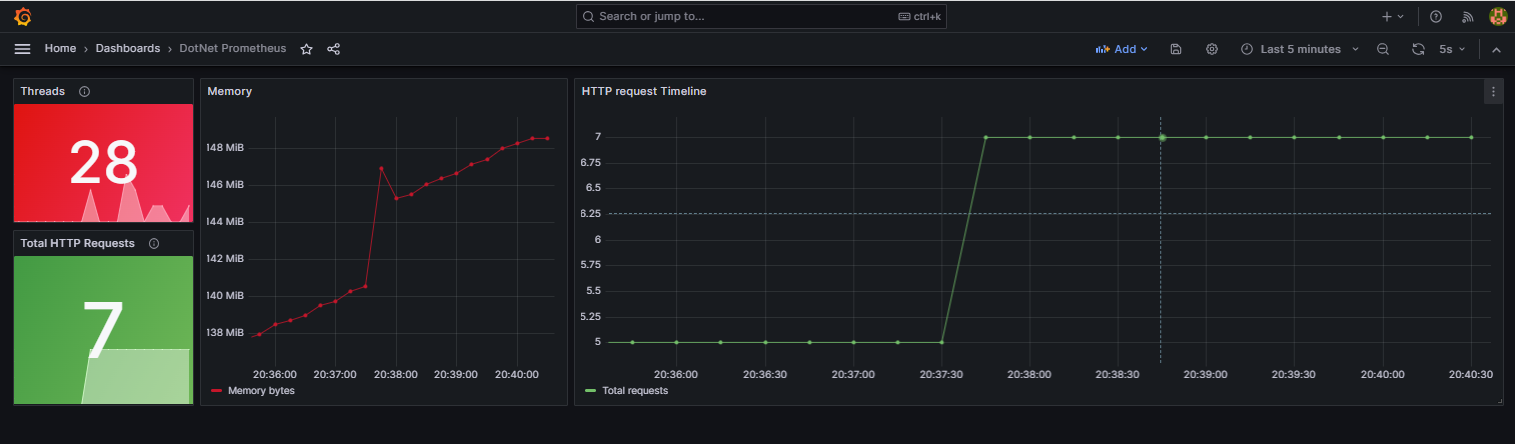 Search or jump to...
ctrl+k
Home › Dashboards › DotNet Prometheus
Add
Last 5 minutes
5s
Threads
28
Total HTTP Requests
7
Memory
148 MiB
146 MiB
144 MiB
142 MiB
140 MiB
138 MiB
20:36:00 20:37:00 20:38:00 20:39:00 20:40:00
Memory bytes
HTTP request Timeline
7
6.75
6.5
6.25
6
5.75
5.5
5.25
5
20:36:00 20:36:30 20:37:00 20:37:30 20:38:00 20:38:30 20:39:00 20:39:30 20:40:00 20:40:30
Total requests